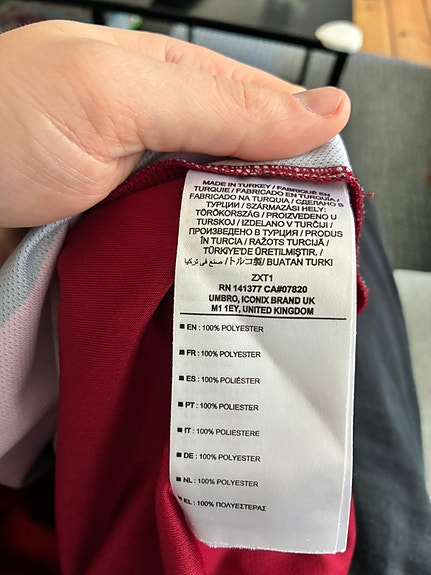 MADE IN TURKEY / FABRIQUÉ EN
TURQUIE / FABRICADO EN TURQUÍA /
FABRICADO NA TURQUIA / СДЕЛАНО В
ТУРЦИИ / SZÁRMAZÁSI HELY:
TÖRÖKORSZÁG / PROIZVEDENO U
TURSKOJ / IZDELANO V TURČIJI /
ПРОИЗВЕДЕНО В ТУРЦИЯ / PRODUS
ÎN TURCIA / RAŽOTS TURCIJĀ /
TÜRKİYE'DE ÜRETİLMİŞTİR. /
صنع في تركيا /トルコ製/ BUATAN TURKI
ZXT1
RN 141377 CA#07820
UMBRO, ICONIX BRAND UK
M1 1EY, UNITED KINGDOM
■ EN : 100% POLYESTER
■ FR : 100% POLYESTER
■ ES : 100% POLIÉSTER
■ PT : 100% POLIESTER
■ IT : 100% POLIESTERE
■ DE : 100% POLYESTER
■ NL : 100% POLYESTER
■ EL : 100% ΠΟΛΥΕΣΤΕΡΑΣ